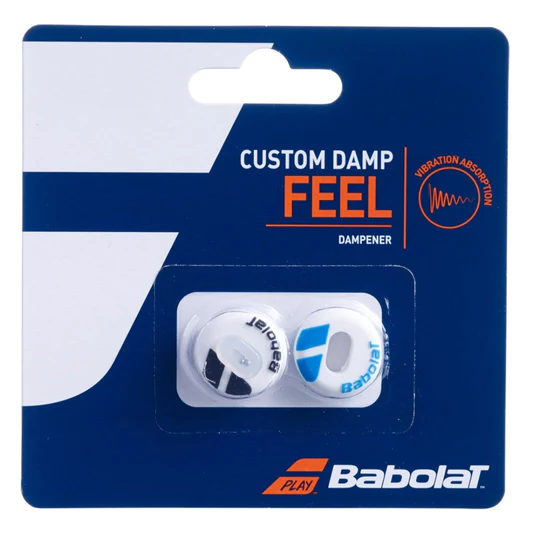 CUSTOM DAMP
FEEL
DAMPENER
VIBRATION ABSORPTION
Babolat
Babolat
PLAY
Babolat